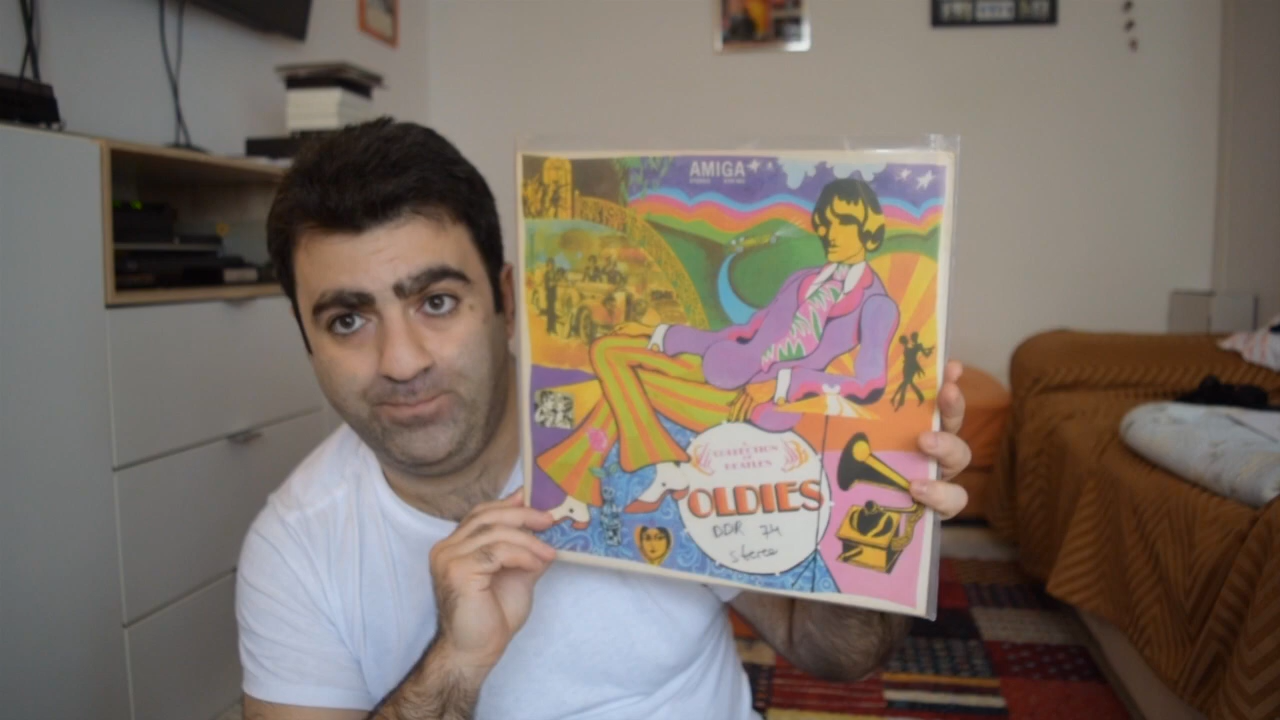 AMIGA
A
COLLECTION
OF
BEATLES
OLDIES
DDR 74
stereo